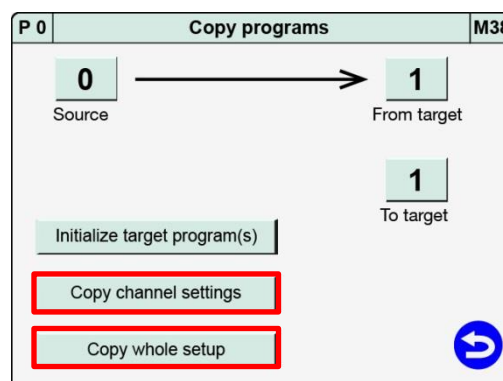 P 0 Copy programs M38
0 1
Source From target
1
To target
Initialize target program(s)
Copy channel settings
Copy whole setup